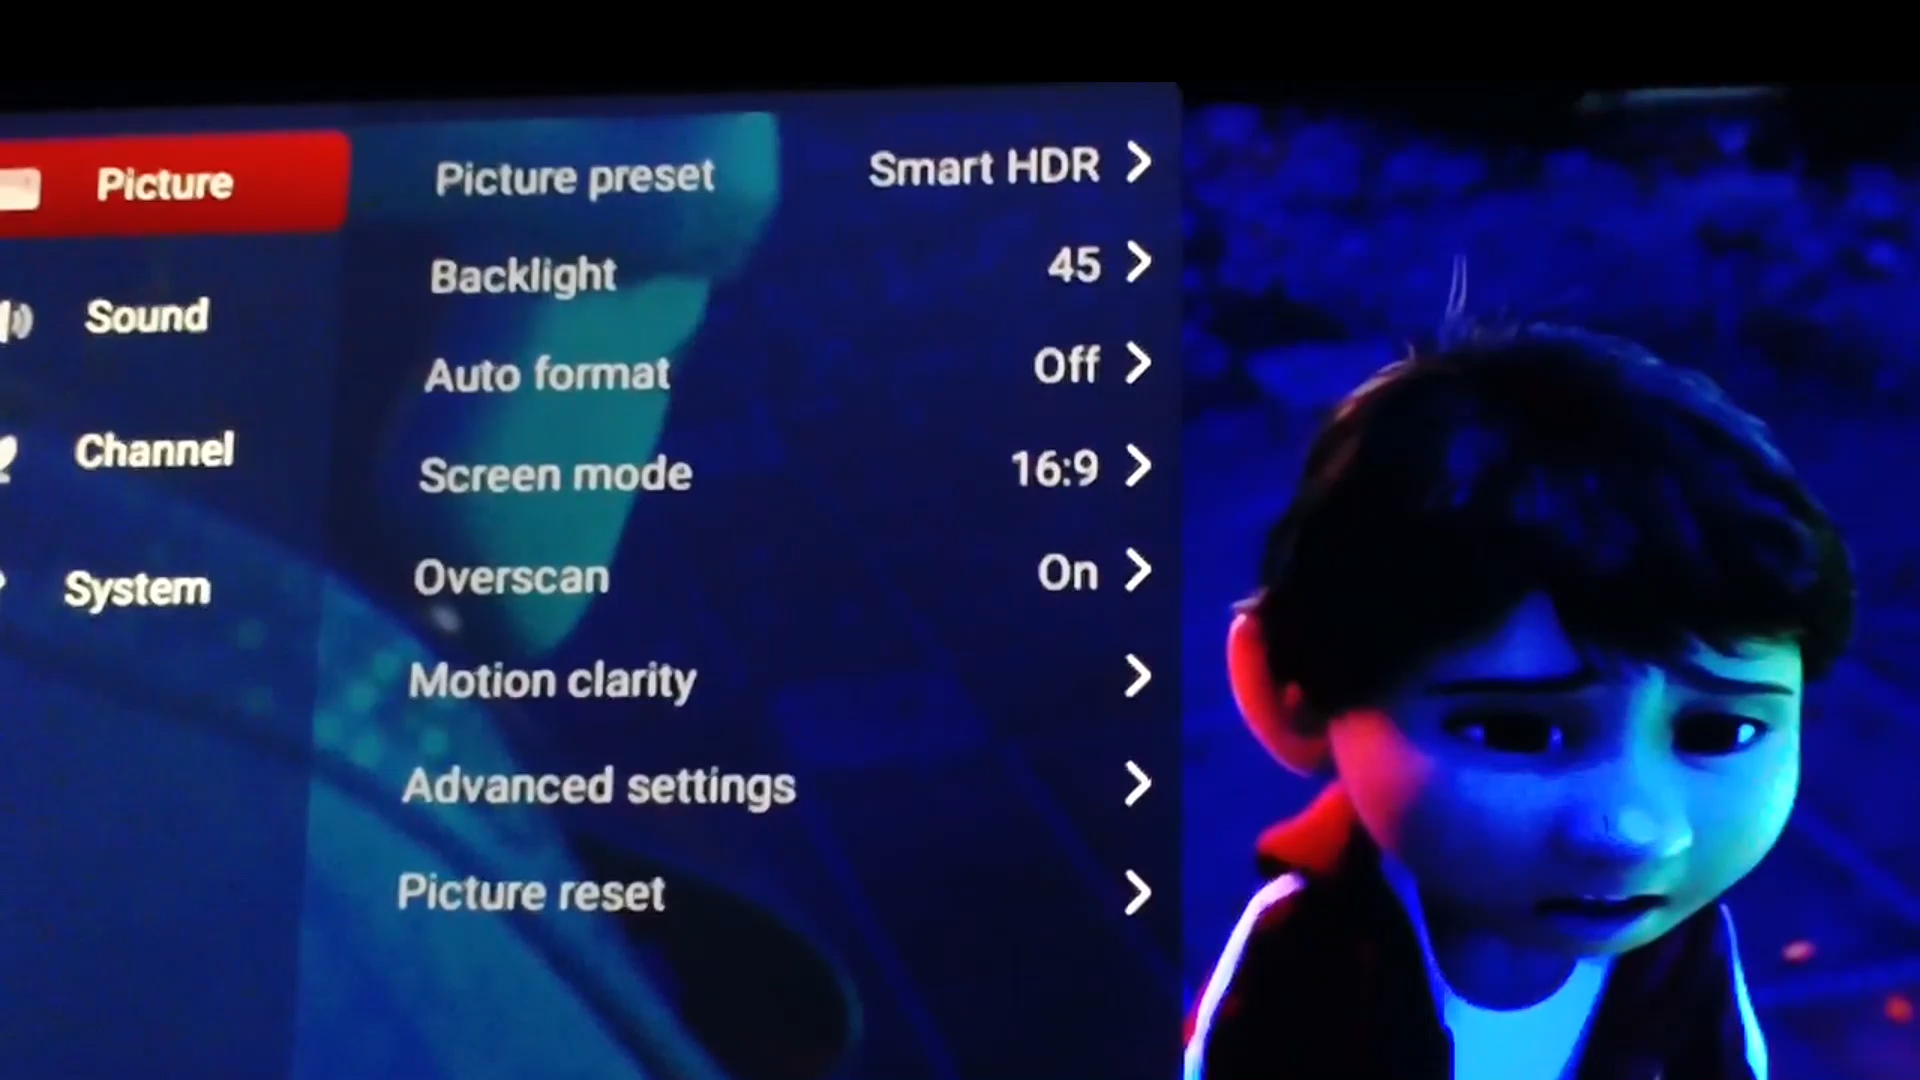 Picture
Sound
Channel
System
Picture preset Smart HDR
Backlight 45
Auto format Off
Screen mode 16:9
Overscan On
Motion clarity
Advanced settings
Picture reset